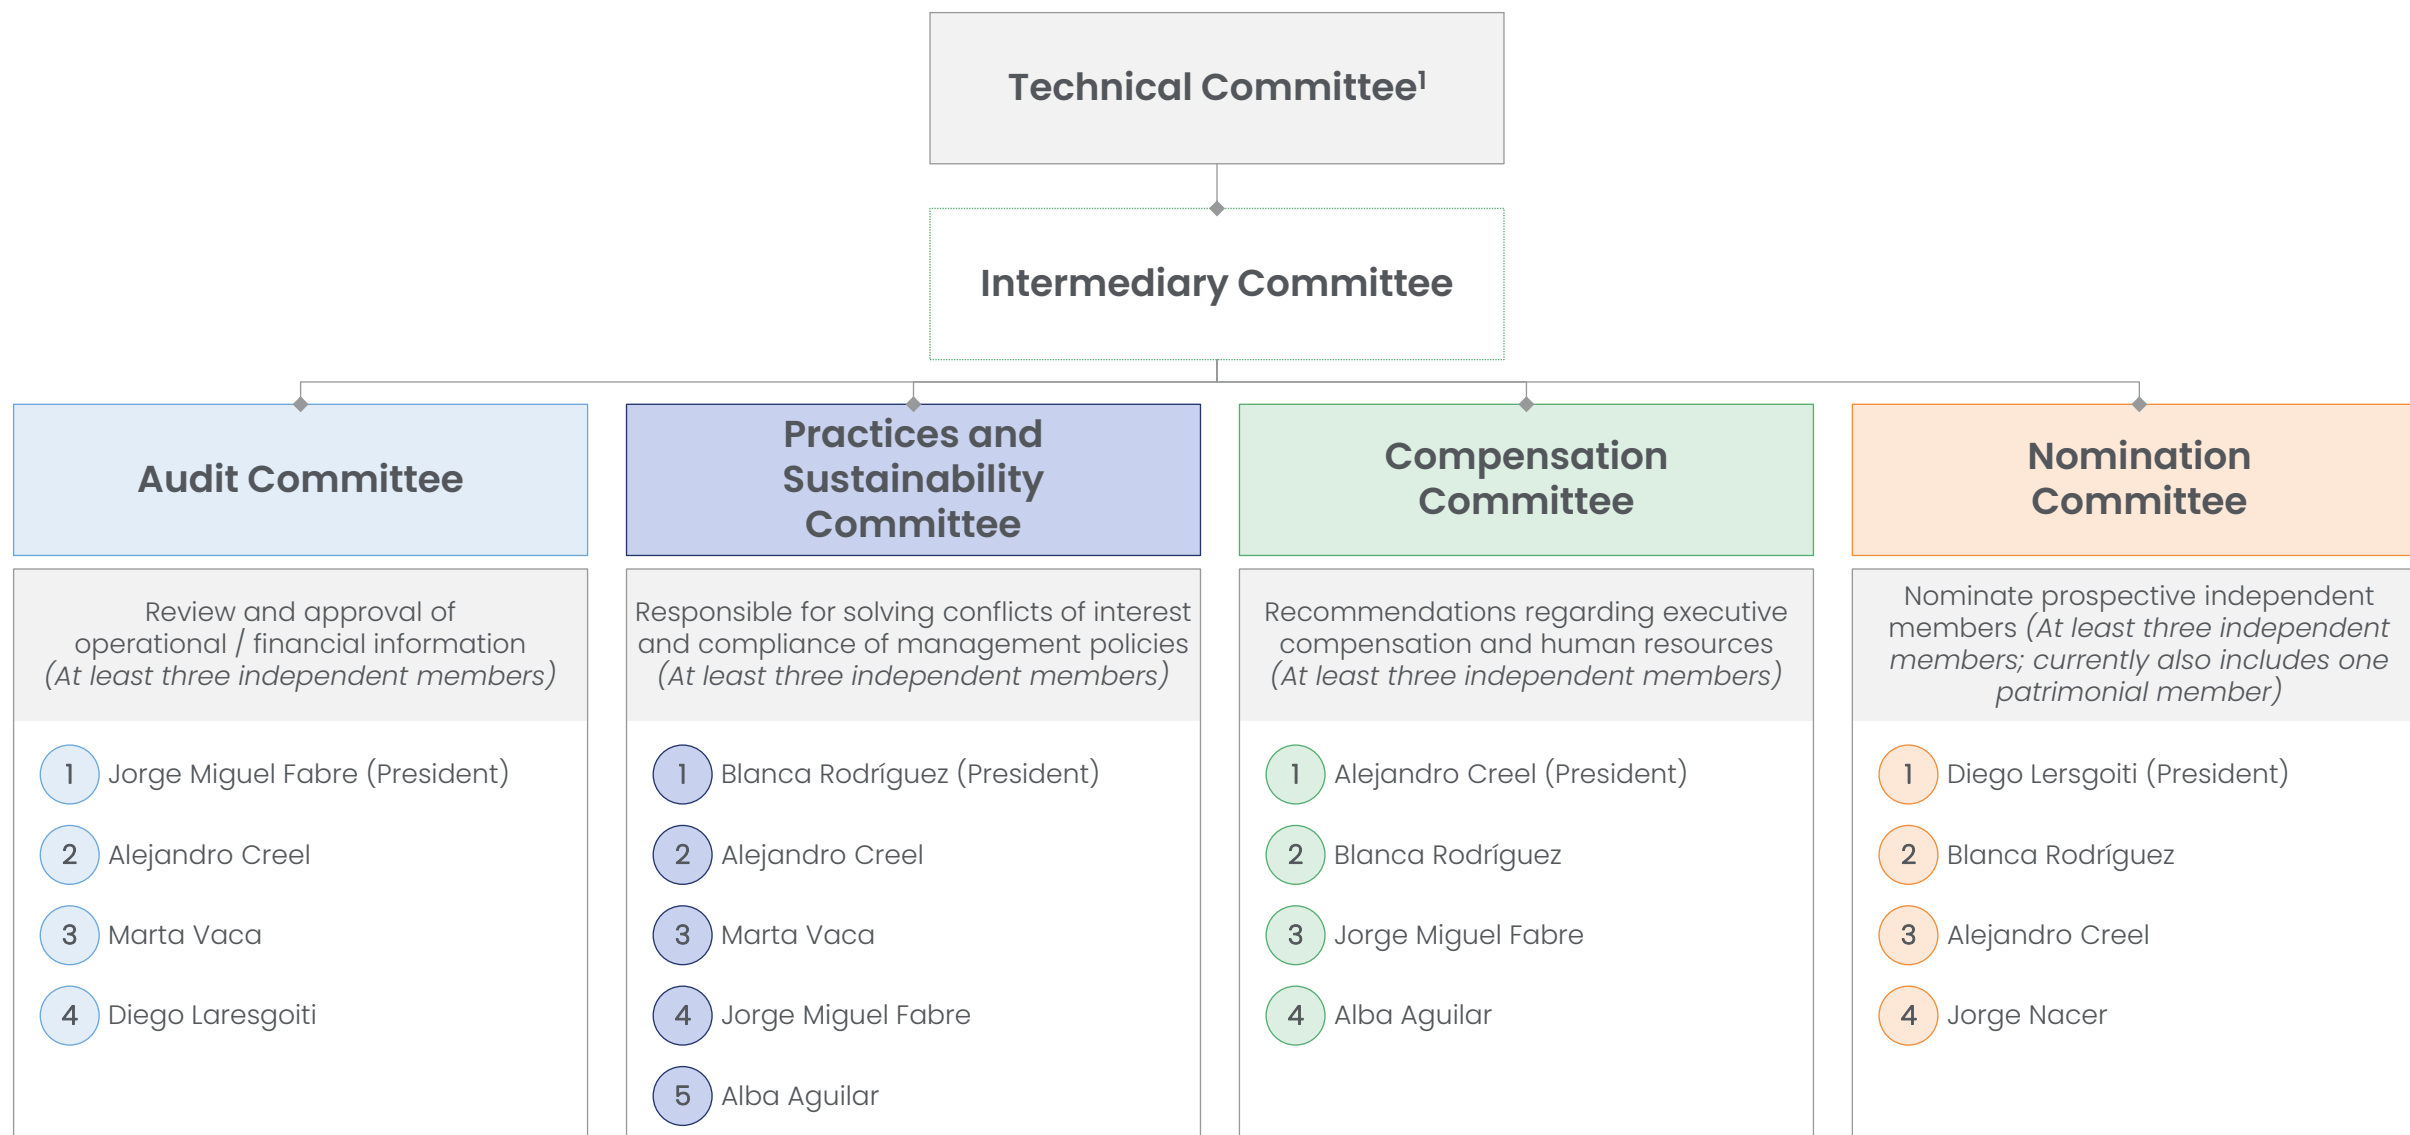 Technical Committee¹
Intermediary Committee
Audit Committee
Review and approval of
operational / financial information
(At least three independent members)
1 Jorge Miguel Fabre (President)
2 Alejandro Creel
3 Marta Vaca
4 Diego Laresgoiti
Practices and
Sustainability
Committee
Responsible for solving conflicts of interest
and compliance of management policies
(At least three independent members)
1 Blanca Rodríguez (President)
2 Alejandro Creel
3 Marta Vaca
4 Jorge Miguel Fabre
5 Alba Aguilar
Compensation
Committee
Recommendations regarding executive
compensation and human resources
(At least three independent members)
1 Alejandro Creel (President)
2 Blanca Rodríguez
3 Jorge Miguel Fabre
4 Alba Aguilar
Nomination
Committee
Nominate prospective independent
members (At least three independent
members; currently also includes one
patrimonial member)
1 Diego Lersgoiti (President)
2 Blanca Rodríguez
3 Alejandro Creel
4 Jorge Nacer